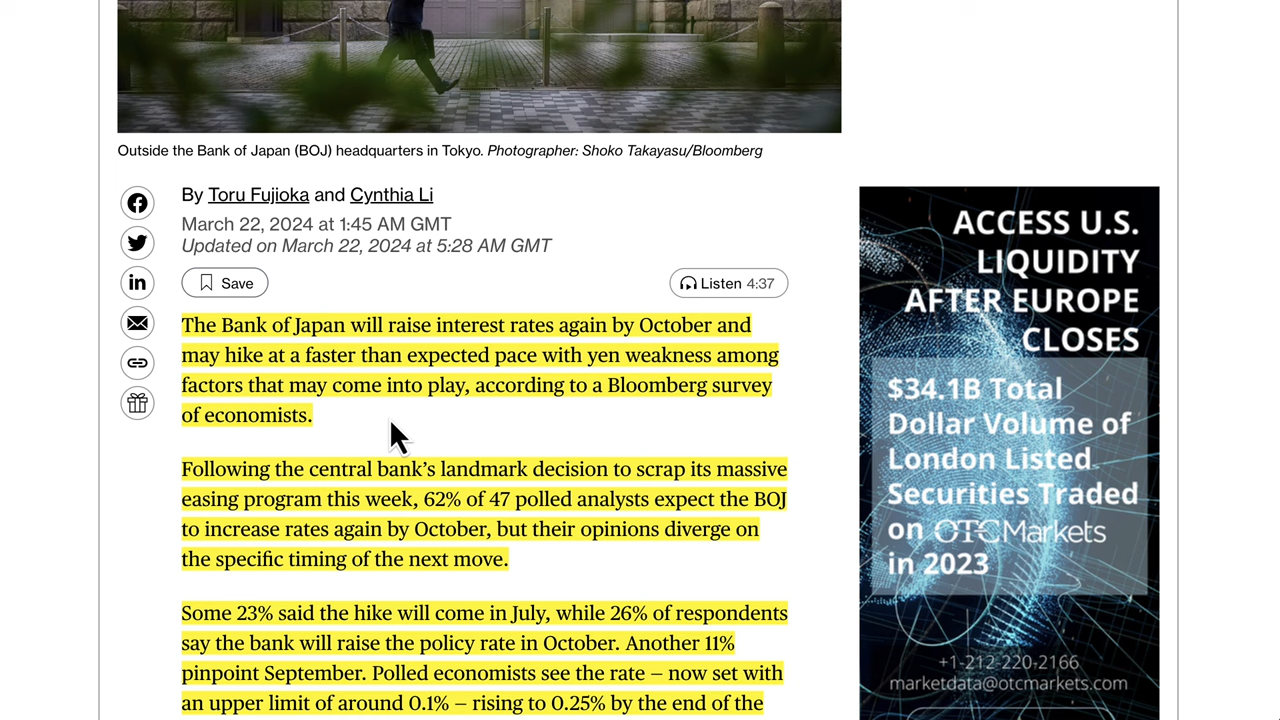 Outside the Bank of Japan (BOJ) headquarters in Tokyo. Photographer: Shoko Takayasu/Bloomberg
By Toru Fujioka and Cynthia Li
March 22, 2024 at 1:45 AM GMT
Updated on March 22, 2024 at 5:28 AM GMT
Save
Listen 4:37
The Bank of Japan will raise interest rates again by October and
may hike at a faster than expected pace with yen weakness among
factors that may come into play, according to a Bloomberg survey
of economists.
Following the central bank’s landmark decision to scrap its massive
easing program this week, 62% of 47 polled analysts expect the BOJ
to increase rates again by October, but their opinions diverge on
the specific timing of the next move.
Some 23% said the hike will come in July, while 26% of respondents
say the bank will raise the policy rate in October. Another 11%
pinpoint September. Polled economists see the rate — now set with
an upper limit of around 0.1% — rising to 0.25% by the end of the
ACCESS U.S.
LIQUIDITY
AFTER EUROPE
CLOSES
$34.1B Total
Dollar Volume of
London Listed
Securities Traded
on OTC Markets
in 2023
+1-212-220-2166
marketdata@otcmarkets.com